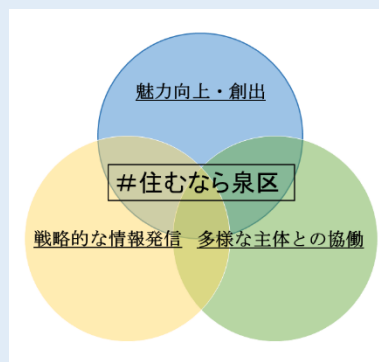 魅力向上・創出
＃住むなら泉区
戦略的な情報発信
多様な主体との協働